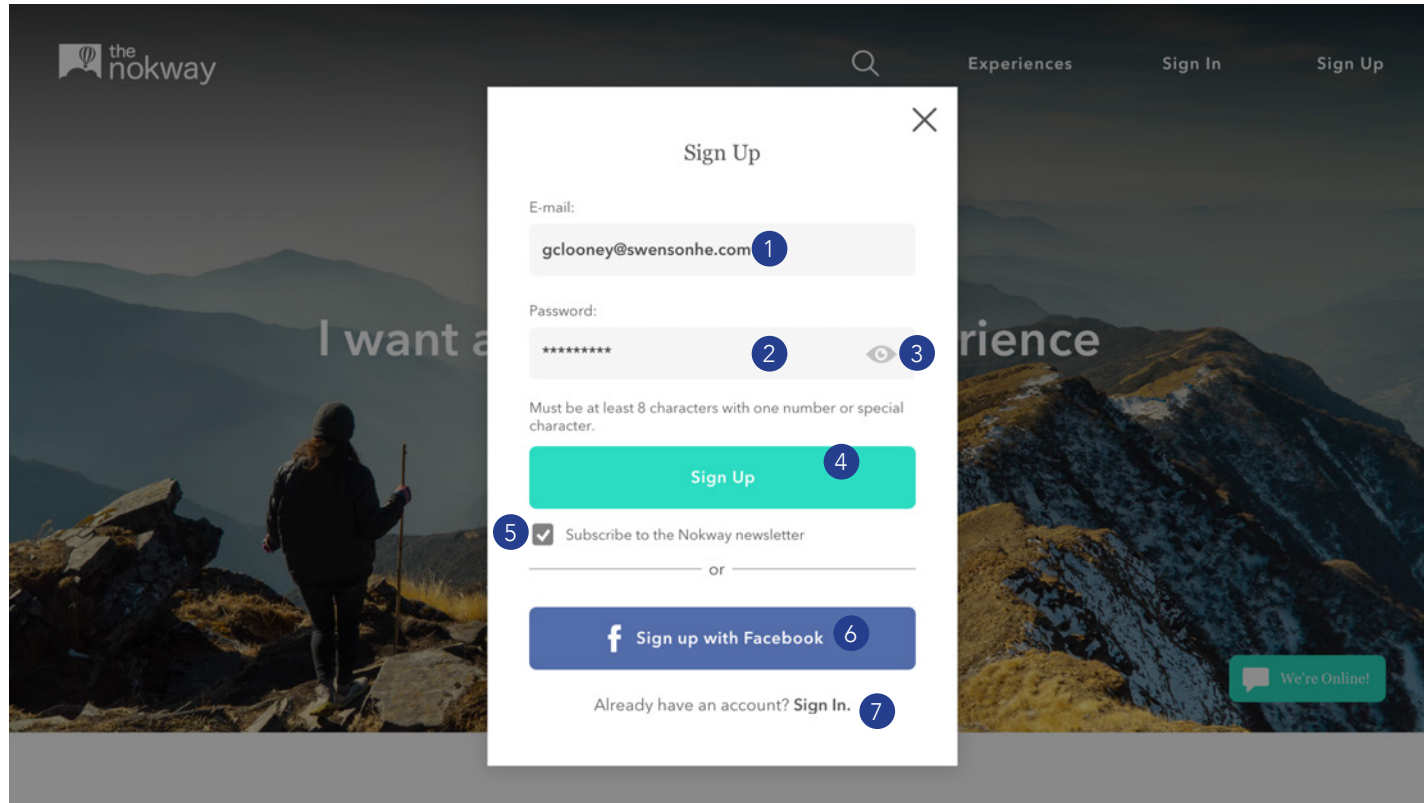 the
nokway
Experiences
Sign In
Sign Up
Sign Up
E-mail:
gclooney@swensonhe.com
1
I want a
rience
Password:
*********
2
3
Must be at least 8 characters with one number or special
character.
Sign Up
4
5
Subscribe to the Nokway newsletter
or
f Sign up with Facebook
6
We're Online!
Already have an account? Sign In.
7